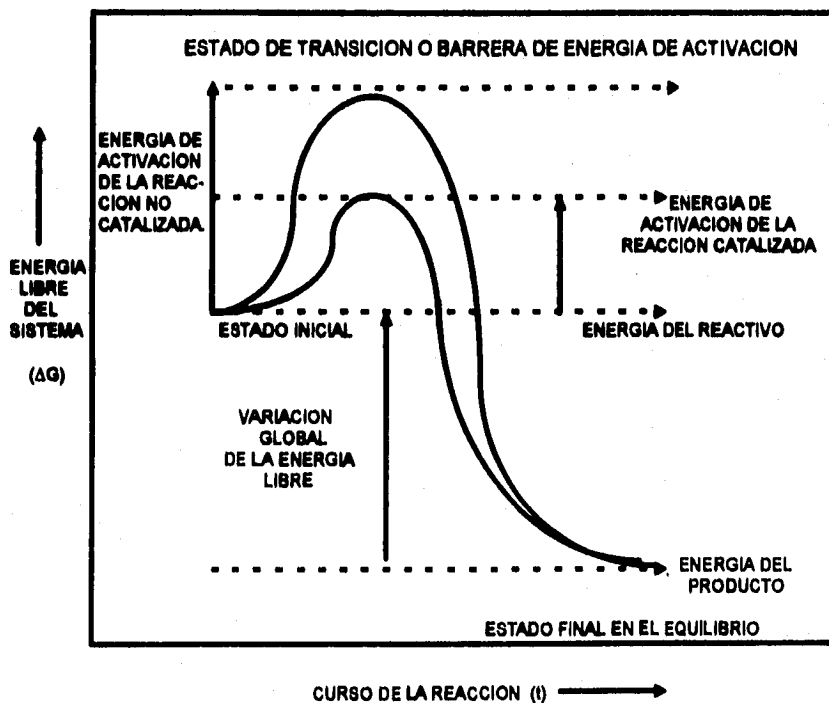 ESTADO DE TRANSICION O BARRERA DE ENERGIA DE ACTIVACION
ENERGIA DE
ACTIVACION
DE LA REAC-
CION NO
CATALIZADA.
ENERGIA DE
ACTIVACION DE LA
REACCION CATALIZADA
ENERGIA
LIBRE
DEL
SISTEMA
(ΔG)
ESTADO INICIAL
ENERGIA DEL REACTIVO
VARIACION
GLOBAL
DE LA ENERGIA
LIBRE
ENERGIA DEL
PRODUCTO
ESTADO FINAL EN EL EQUILIBRIO
CURSO DE LA REACCION (t)